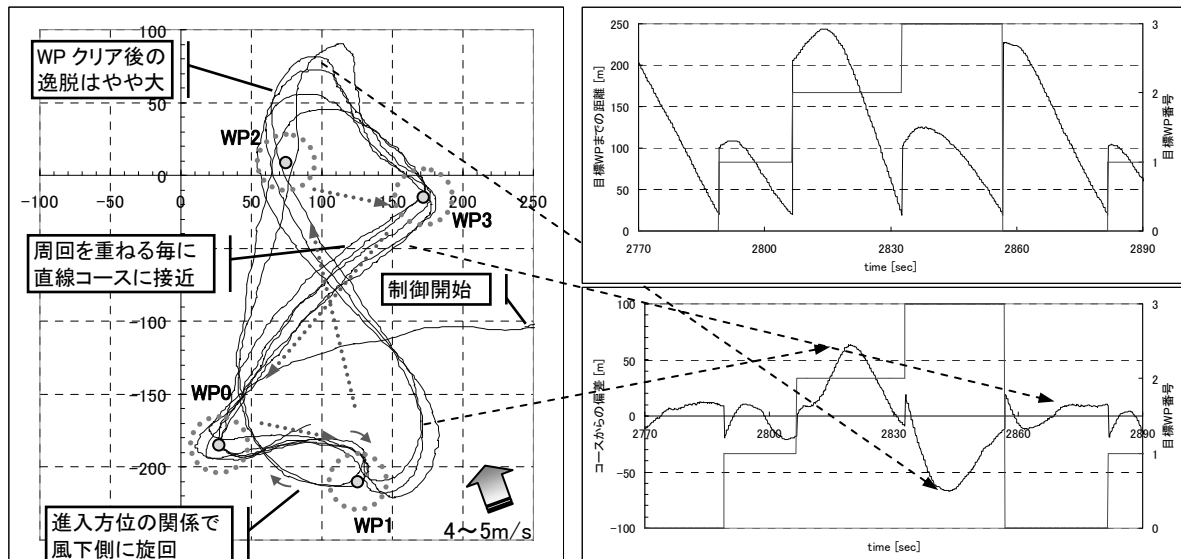 100
WP クリア後の
逸脱はやや大
50
WP2
0
-100
-50
0
50
100
150
200
250
WP3
周回を重ねる毎に
直線コースに接近
制御開始
-100
WP0
-150
-200
WP1
4～5m/s
進入方位の関係で
風下側に旋回
目標WPまでの距離 [m]
250
200
150
100
50
0
2770
2800
2830
2860
2890
time [sec]
3
2
1
0
目標WP番号
コースからの偏差 [m]
100
50
0
-50
-100
2770
2800
2830
2860
2890
time [sec]
3
2
1
0
目標WP番号